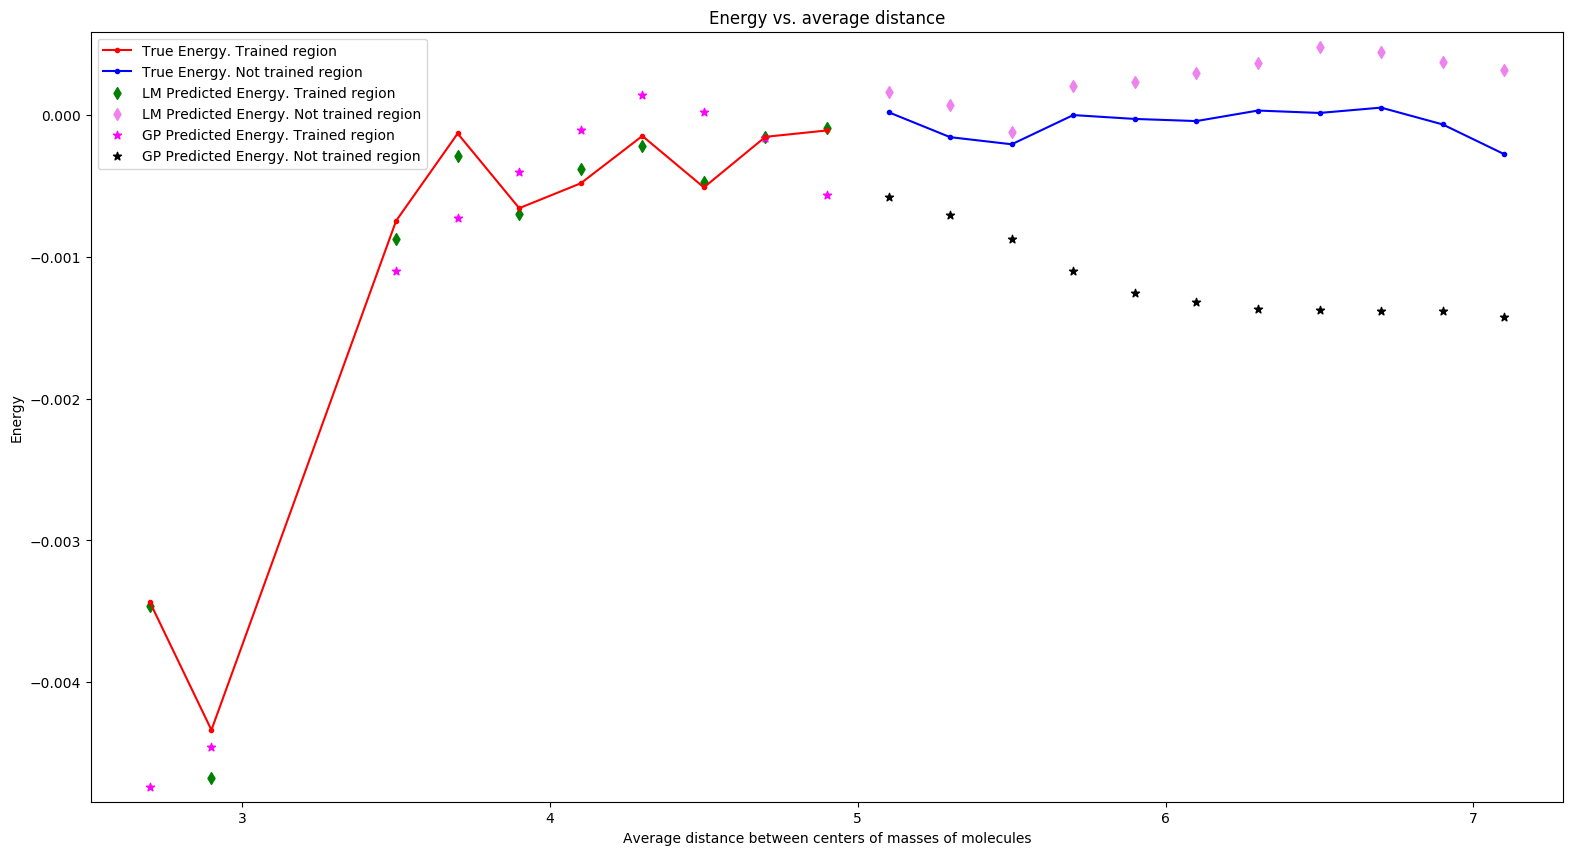 Energy vs. average distance
True Energy. Trained region
True Energy. Not trained region
LM Predicted Energy. Trained region
LM Predicted Energy. Not trained region
GP Predicted Energy. Trained region
GP Predicted Energy. Not trained region
0.000
−0.001
−0.002
−0.003
−0.004
Energy
3 4 5 6 7
Average distance between centers of masses of molecules